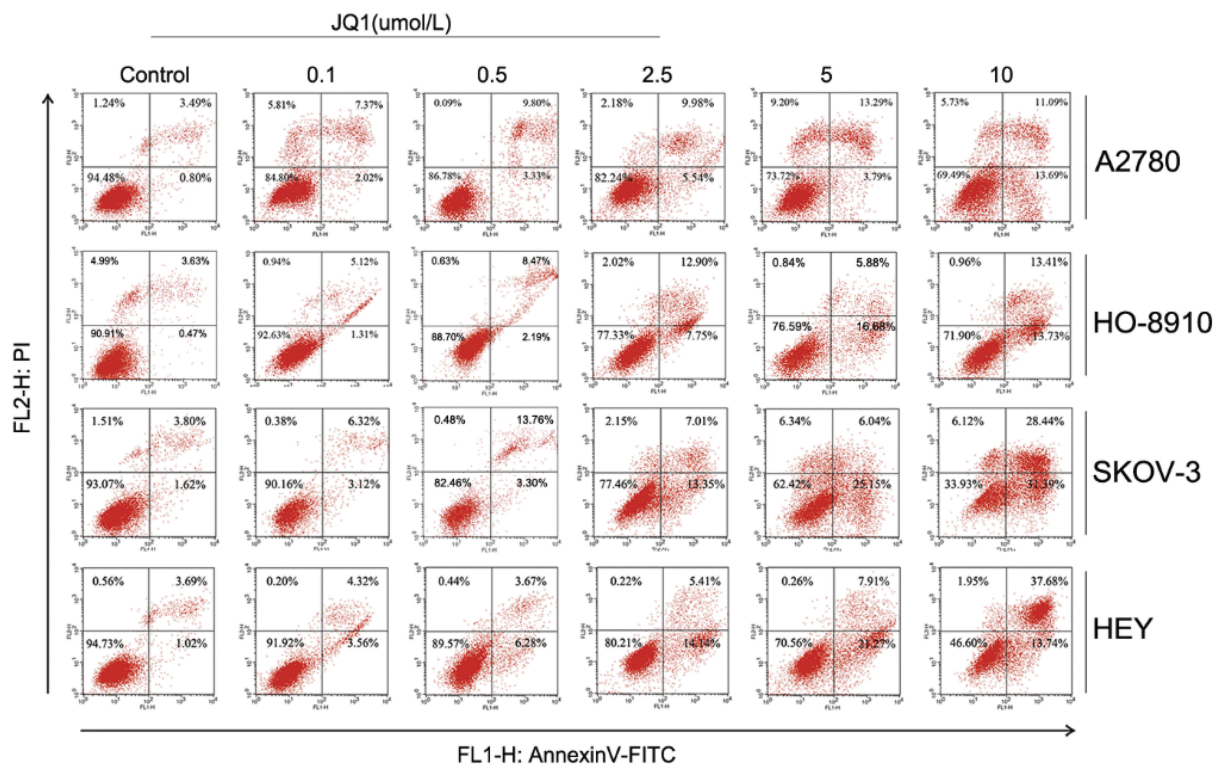 JQ1(umol/L)
Control 0.1 0.5 2.5 5 10
1.24% 3.49% 5.81% 7.37% 0.09% 9.80% 2.18% 9.98% 9.20% 13.29% 5.73% 11.09%
A2780
94.48% 0.80% 84.80% 2.02% 86.78% 3.33% 82.24% 5.54% 73.72% 3.79% 69.49% 13.69%
4.99% 3.63% 0.94% 5.12% 0.63% 8.47% 2.02% 12.90% 0.84% 5.88% 0.96% 13.41%
HO-8910
90.91% 0.47% 92.63% 1.31% 88.70% 2.19% 77.33% 7.75% 76.59% 16.68% 71.90% 13.73%
FL2-H: PI
1.51% 3.80% 0.38% 6.32% 0.48% 13.76% 2.15% 7.01% 6.34% 6.04% 6.12% 28.44%
SKOV-3
93.07% 1.62% 90.16% 3.12% 82.46% 3.30% 77.46% 13.35% 62.42% 25.15% 33.93%
0.56% 3.69% 0.20% 4.32% 0.44% 3.67% 0.22% 5.41% 0.26% 7.91% 1.95% 37.68%
HEY
94.73% 1.02% 91.92% 3.56% 89.57% 6.28% 80.21% 14.14% 70.56% 21.27% 46.60% 13.74%
FL1-H: AnnexinV-FITC